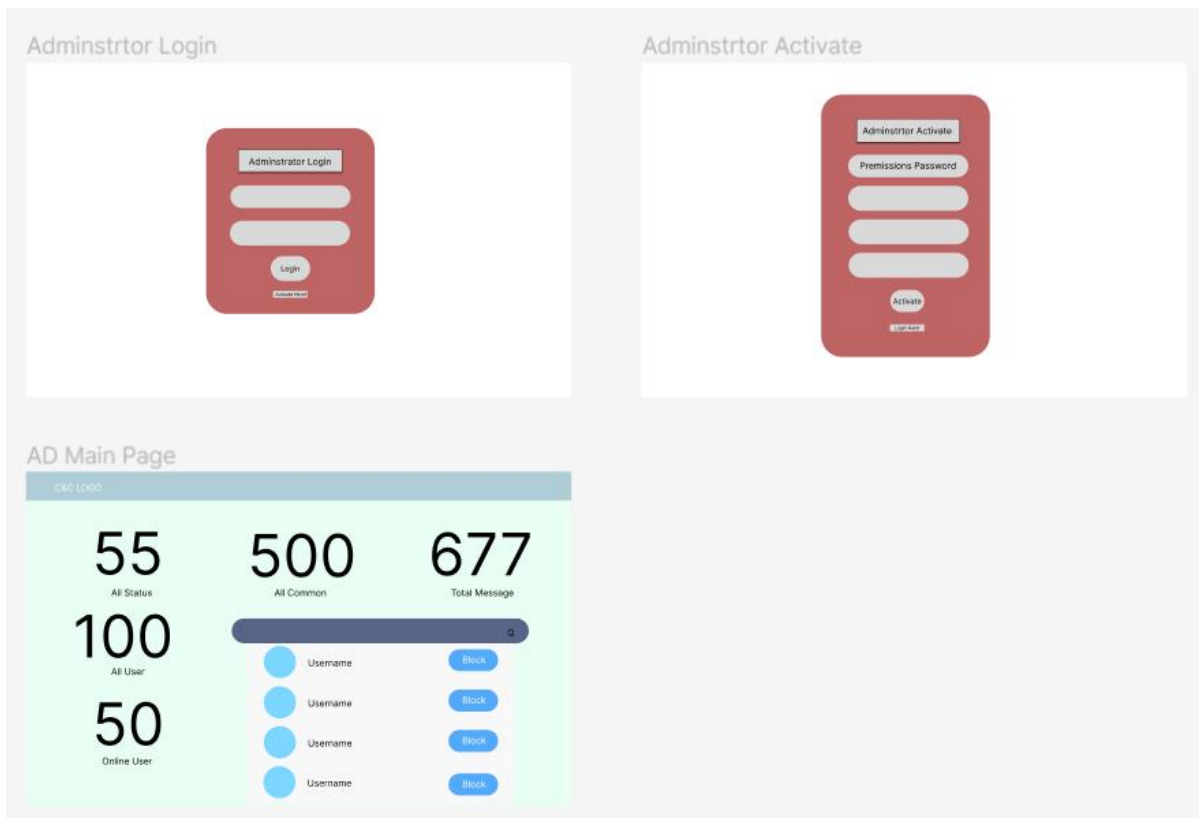 Adminstrtor Login
Adminstrtor Activate
Adminstrator Login
Login
Adminstrtor Activate
Premissions Password
Activate
AD Main Page
C&C LOGO
55
All Status
500
All Common
677
Total Message
100
All User
50
Online User
Username
Block
Username
Block
Username
Block
Username
Block